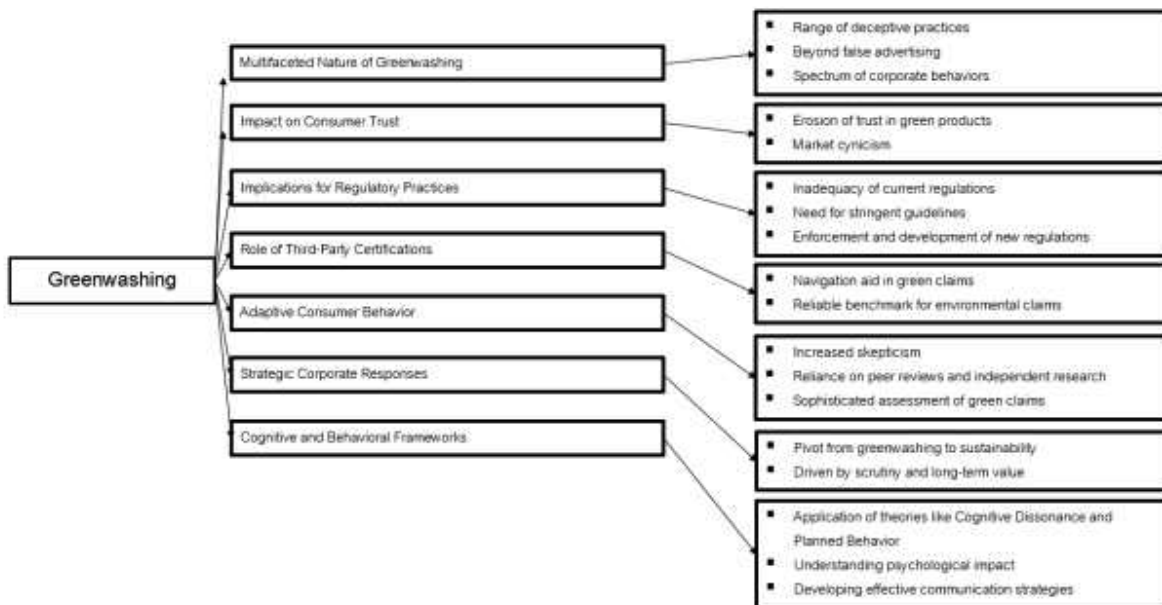 Greenwashing
Multifaceted Nature of Greenwashing
Range of deceptive practices
Beyond false advertising
Spectrum of corporate behaviors
Impact on Consumer Trust
Erosion of trust in green products
Market cynicism
Implications for Regulatory Practices
Inadequacy of current regulations
Need for stringent guidelines
Enforcement and development of new regulations
Role of Third-Party Certifications
Navigation aid in green claims
Reliable benchmark for environmental claims
Adaptive Consumer Behavior
Increased skepticism
Reliance on peer reviews and independent research
Sophisticated assessment of green claims
Strategic Corporate Responses
Pivot from greenwashing to sustainability
Driven by scrutiny and long-term value
Cognitive and Behavioral Frameworks
Application of theories like Cognitive Dissonance and
Planned Behavior
Understanding psychological impact
Developing effective communication strategies